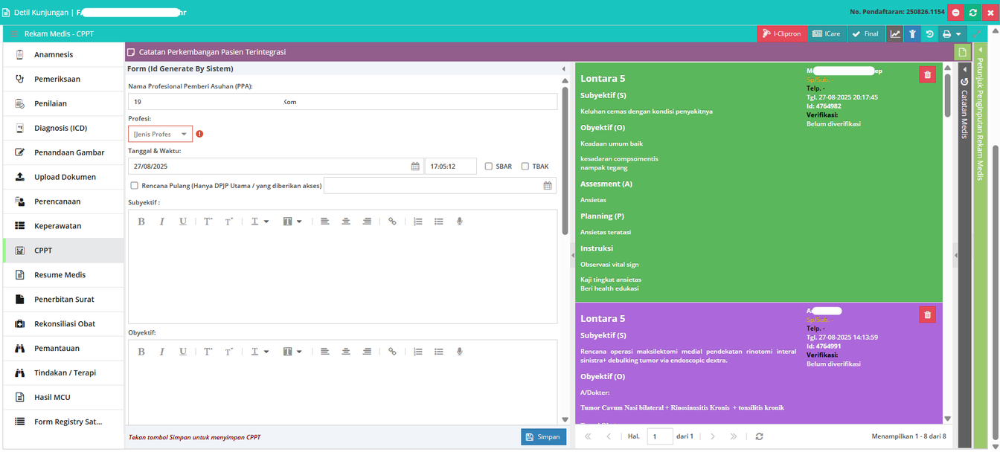 Detil Kunjungan |
No. Pendaftaran: 250826.1154
Rekam Medis - CPPT
I-Cliptron
ICare
Final
Anamnesis
Pemeriksaan
Penilaian
Diagnosis (ICD)
Penandaan Gambar
Upload Dokumen
Perencanaan
Keperawatan
CPPT
Resume Medis
Penerbitan Surat
Rekonsiliasi Obat
Pemantauan
Tindakan / Terapi
Hasil MCU
Form Registry Sat...
Catatan Perkembangan Pasien Terintegrasi
Form (Id Generate By Sistem)
Nama Profesional Pemberi Asuhan (PPA):
19
Profesi:
[Jenis Profes
Tanggal & Waktu:
27/08/2025
17:05:12
SBAR
TBAK
Rencana Pulang (Hanya DPJP Utama / yang diberikan akses)
Subyektif :
Obyektif:
Tekan tombol Simpan untuk menyimpan CPPT
Simpan
Lontara 5
Subyektif (S)
Keluhan cemas dengan kondisi penyakitnya
Obyektif (O)
Keadaan umum baik
kesadaran compsomentis
nampak tegang
Assesment (A)
Ansietas
Planning (P)
Ansietas teratasi
Instruksi
Observasi vital sign
Kaji tingkat ansietas
Beri health edukasi
Sp/Sub. -
Telp. -
Tgl. 27-08-2025 20:17:45
Id: 4764982
Verifikasi:
Belum diverifikasi
Lontara 5
Subyektif (S)
Rencana operasi maksilektomi medial pendekatan rinotomi interal
sinistra+ debulking tumor via endoscopic dextra.
Obyektif (O)
A/Dokter:
Tumor Cavum Nasi bilateral + Rinosinusitis Kronis + tonsilitis kronik
Sp/Sub. -
Telp. -
Tgl. 27-08-2025 14:13:59
Id: 4764991
Verifikasi:
Belum diverifikasi
Hal.
1
dari 1
Menampilkan 1 - 8 dari 8
Catatan Medis
Petunjuk Penginputan Rekam Medis